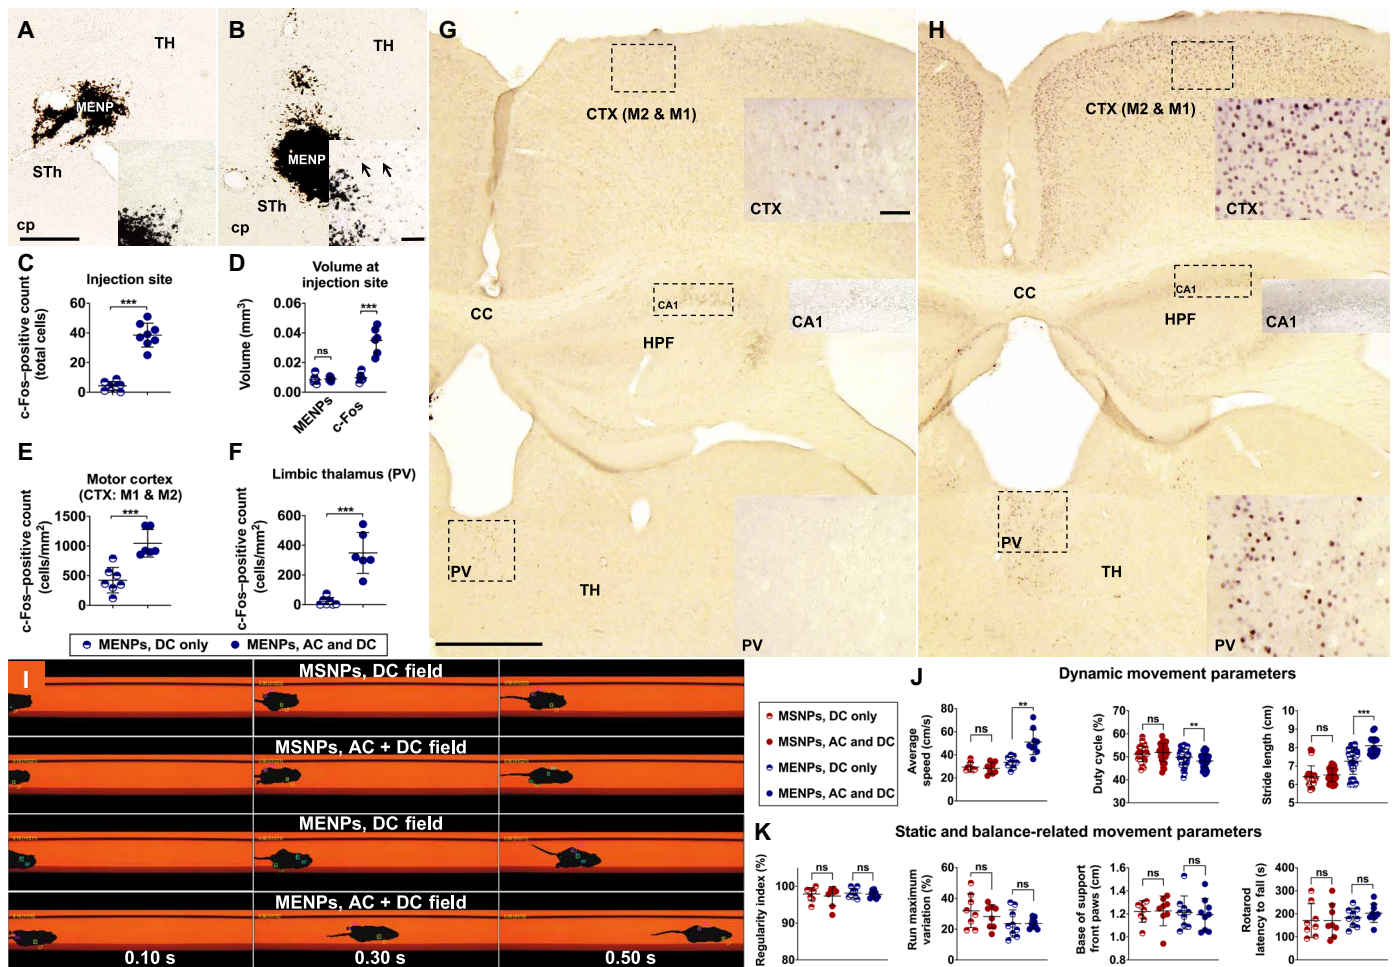 A
TH
MENP
STh
cp
B
TH
MENP
STh
cp
C
Injection site
c-Fos–positive count
(total cells)
60
40
20
0
***
D
Volume at
injection site
Volume (mm³)
0.06
0.04
0.02
0.00
ns
***
MENPs
c-Fos
E
Motor cortex
(CTX: M1 & M2)
c-Fos–positive count
(cells/mm²)
1500
1000
500
0
***
F
Limbic thalamus (PV)
c-Fos–positive count
(cells/mm²)
600
400
200
0
***
MENPs, DC only
MENPs, AC and DC
G
CTX (M2 & M1)
CTX
CC
CA1
CA1
HPF
PV
TH
PV
H
CTX (M2 & M1)
CTX
CC
CA1
CA1
HPF
PV
TH
PV
I
MSNPs, DC field
MSNPs, AC + DC field
MENPs, DC field
MENPs, AC + DC field
0.10 s
0.30 s
0.50 s
MSNPs, DC only
MSNPs, AC and DC
MENPs, DC only
MENPs, AC and DC
J
Dynamic movement parameters
Average
speed (cm/s)
80
60
40
20
0
ns
**
Duty cycle (%)
70
60
50
40
30
ns
**
Stride length (cm)
10
9
8
7
6
5
ns
***
K
Static and balance-related movement parameters
Regularity index (%)
100
90
80
ns
ns
Run maximum
variation (%)
60
40
20
0
ns
ns
Base of support
front paws (cm)
1.6
1.4
1.2
1.0
0.8
ns
ns
Rotarod
latency to fall (s)
400
300
200
100
0
ns
ns